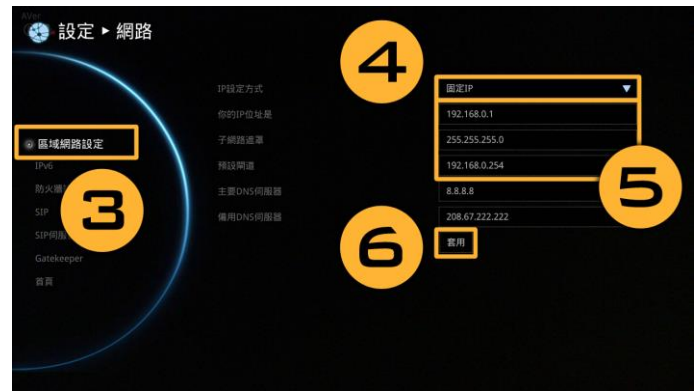 AVer
設定 ▸ 網路
4
IP設定方式
固定IP
你的IP位址是
192.168.0.1
區域網路設定
子網路遮罩
255.255.255.0
IPv6
預設閘道
192.168.0.254
防火牆
主要DNS伺服器
8.8.8.8
5
3
SIP
備用DNS伺服器
208.67.222.222
SIP伺服
6
套用
Gatekeeper
首頁